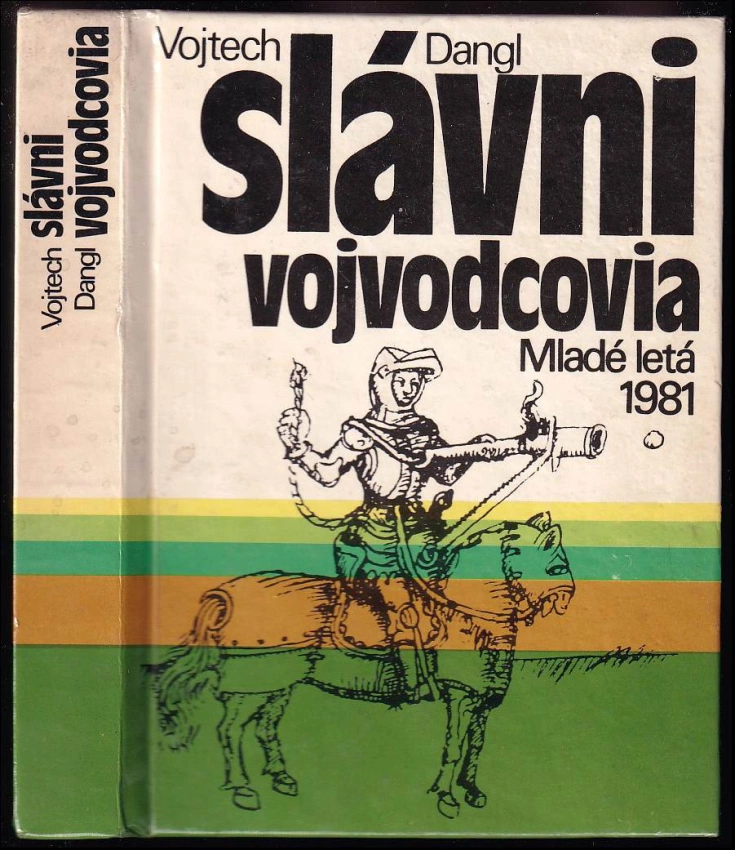 Vojtech Dangl
slávni
vojvodcovia
Mladé letá
1981
Vojtech slávni
Dangl vojvodcovia